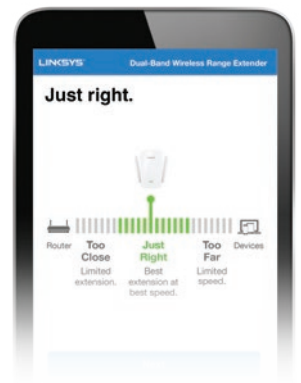 LINKSYS Dual-Band Wireless Range Extender
Just right.
Router Too Close Just Right Too Far Devices
Limited extension. Best extension at best speed. Limited speed.